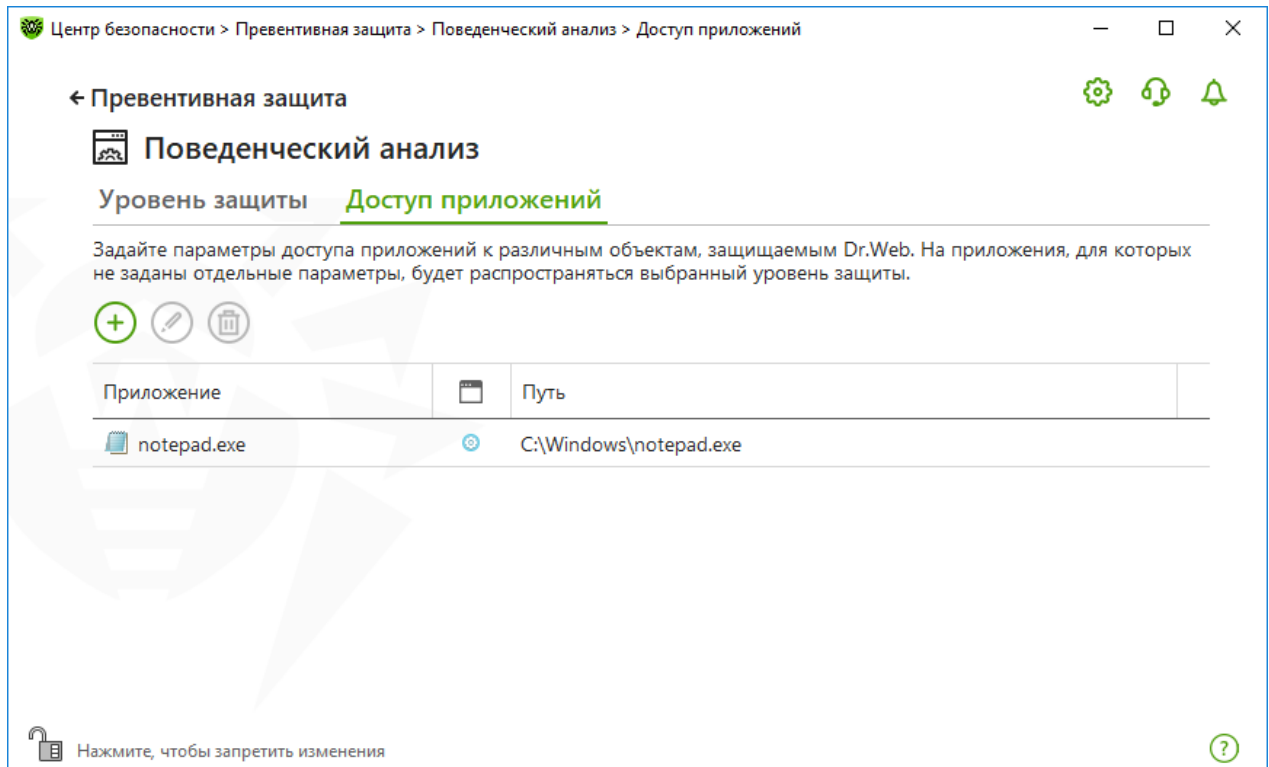 Центр безопасности > Превентивная защита > Поведенческий анализ > Доступ приложений
Превентивная защита
Поведенческий анализ
Уровень защиты Доступ приложений
Задайте параметры доступа приложений к различным объектам, защищаемым Dr.Web. На приложения, для которых
не заданы отдельные параметры, будет распространяться выбранный уровень защиты.
Приложение Путь
notepad.exe C:\Windows\notepad.exe
Нажмите, чтобы запретить изменения